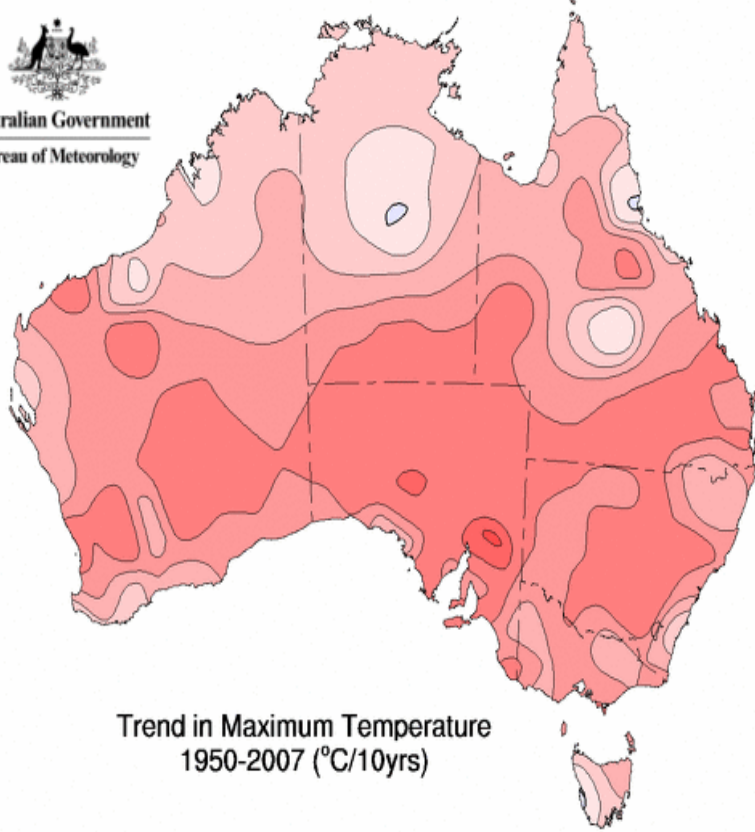 ralian Government
reau of Meteorology
Trend in Maximum Temperature
1950-2007 (°C/10yrs)